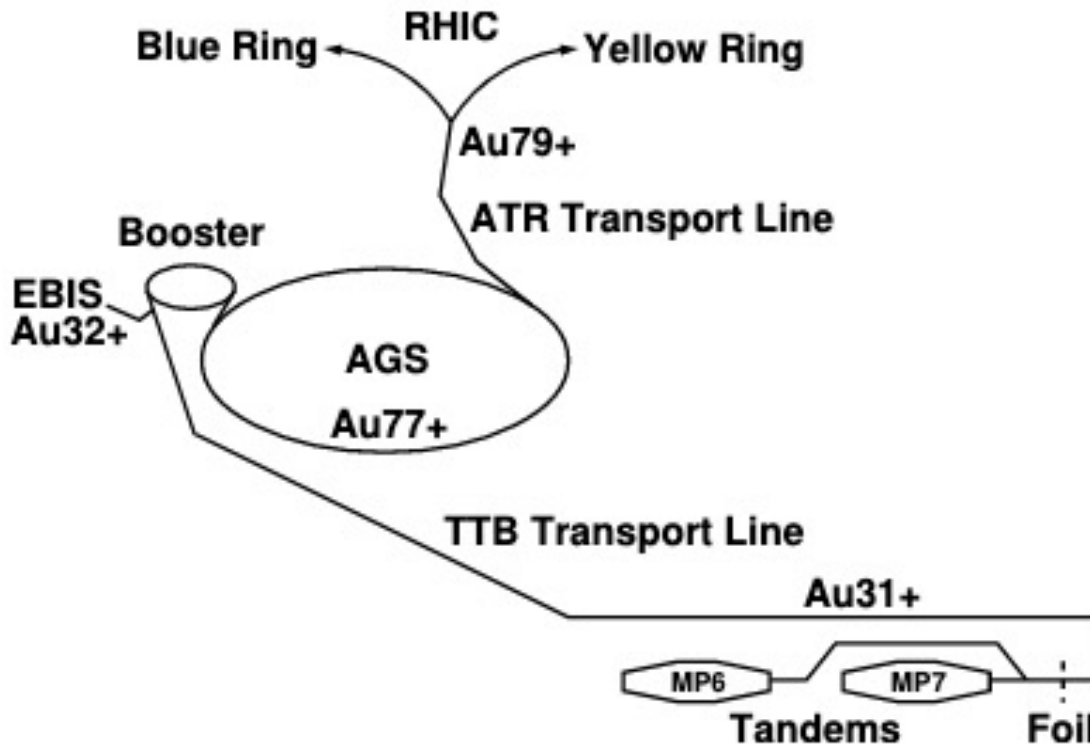 RHIC
Blue Ring
Yellow Ring
Au79+
ATR Transport Line
Booster
EBIS
Au32+
AGS
Au77+
TTB Transport Line
Au31+
MP6
MP7
Tandems
Foil